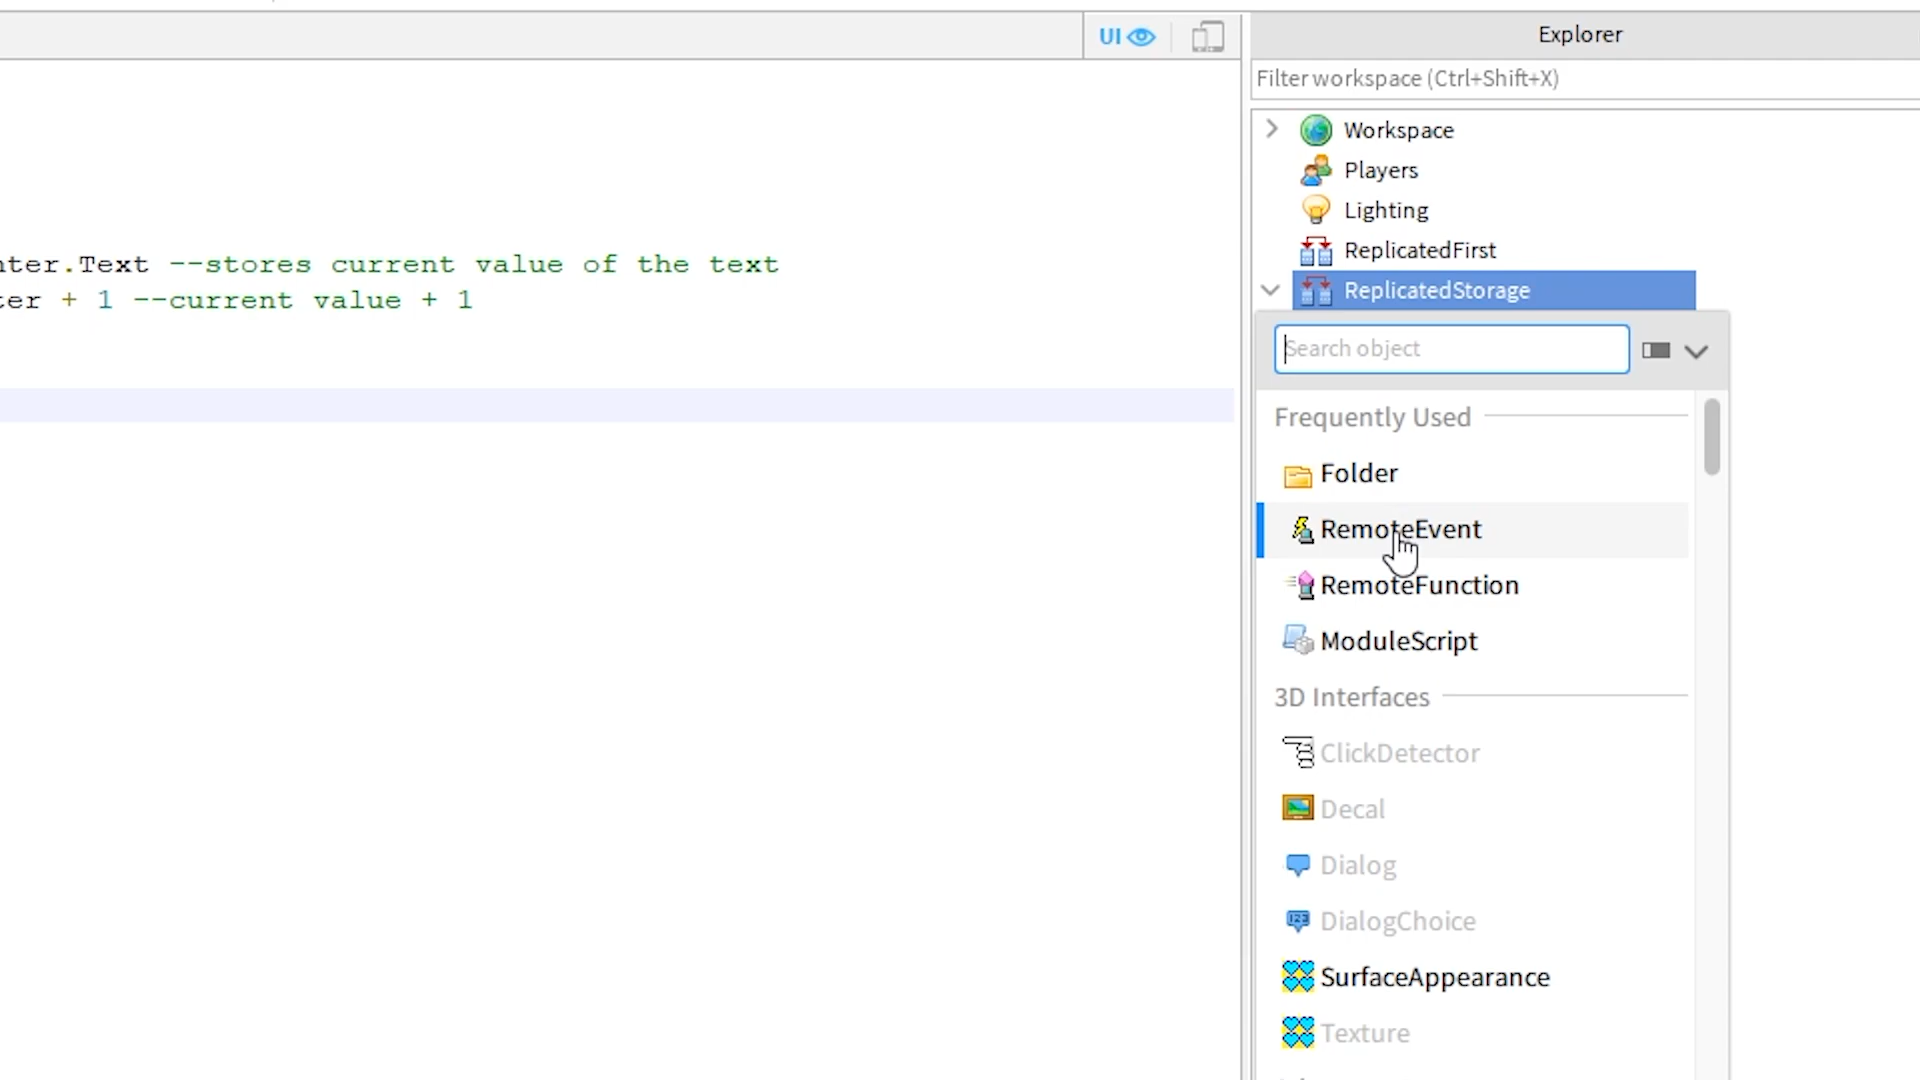 UI
Explorer
Filter workspace (Ctrl+Shift+X)
Workspace
Players
Lighting
ReplicatedFirst
ReplicatedStorage
nter.Text --stores current value of the text
ter + 1 --current value + 1
Search object
Frequently Used
Folder
RemoteEvent
RemoteFunction
ModuleScript
3D Interfaces
ClickDetector
Decal
Dialog
DialogChoice
SurfaceAppearance
Texture